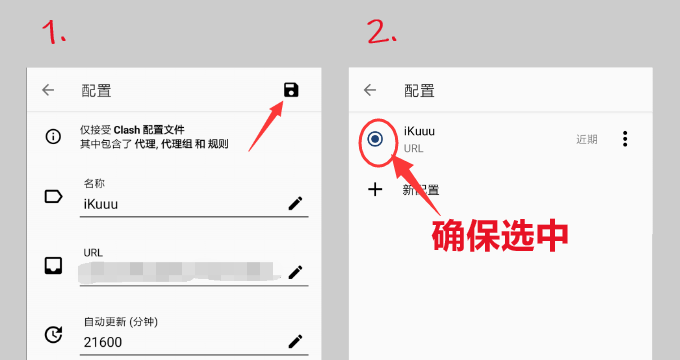 1.
配置
仅接受 Clash 配置文件
其中包含了 代理, 代理组 和 规则
名称
iKuuu
URL
自动更新 (分钟)
21600
2.
配置
iKuuu
URL
近期
新配置
确保选中